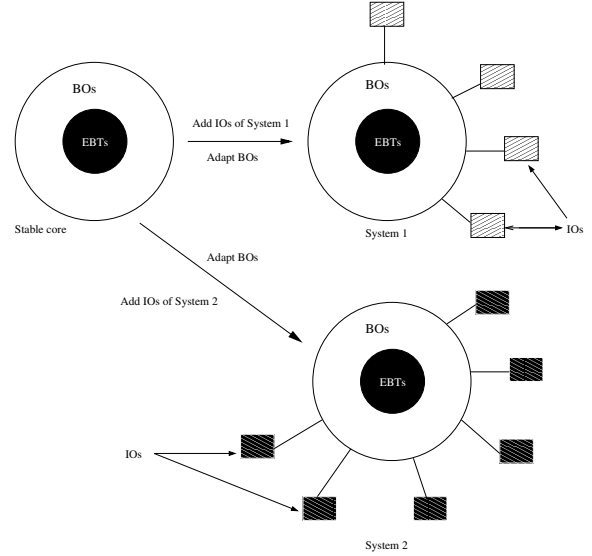 BOs
EBTs
Stable core
Add IOs of System 1
Adapt BOs
BOs
EBTs
System 1
IOs
Adapt BOs
Add IOs of System 2
BOs
EBTs
IOs
System 2